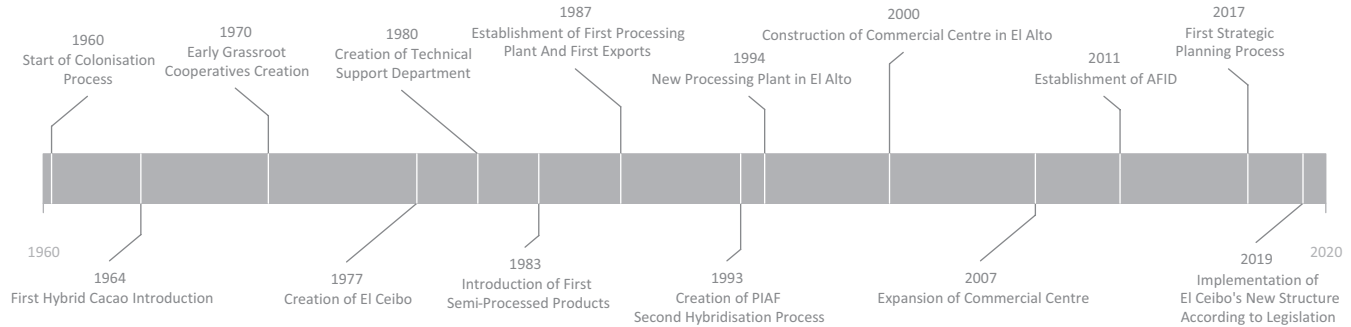 1960
Start of Colonisation
Process
1970
Early Grassroot
Cooperatives Creation
1980
Creation of Technical
Support Department
1987
Establishment of First Processing
Plant And First Exports
1994
New Processing Plant in El Alto
2000
Construction of Commercial Centre in El Alto
2011
Establishment of AFID
2017
First Strategic
Planning Process
1960
1964
First Hybrid Cacao Introduction
1977
Creation of El Ceibo
1983
Introduction of First
Semi-Processed Products
1993
Creation of PIAF
Second Hybridisation Process
2007
Expansion of Commercial Centre
2019
Implementation of
El Ceibo's New Structure
According to Legislation
2020